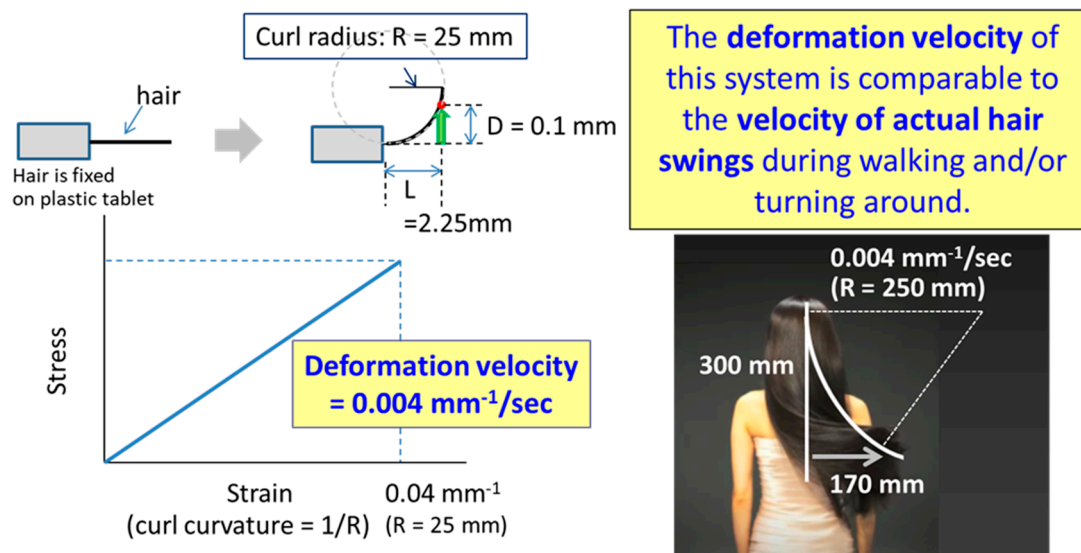 Curl radius: R = 25 mm
hair
D = 0.1 mm
Hair is fixed
on plastic tablet
L
=2.25mm
Stress
Deformation velocity
= 0.004 mm⁻¹/sec
Strain
(curl curvature = 1/R)
0.04 mm⁻¹
(R = 25 mm)
The deformation velocity of
this system is comparable to
the velocity of actual hair
swings during walking and/or
turning around.
0.004 mm⁻¹/sec
(R = 250 mm)
300 mm
170 mm